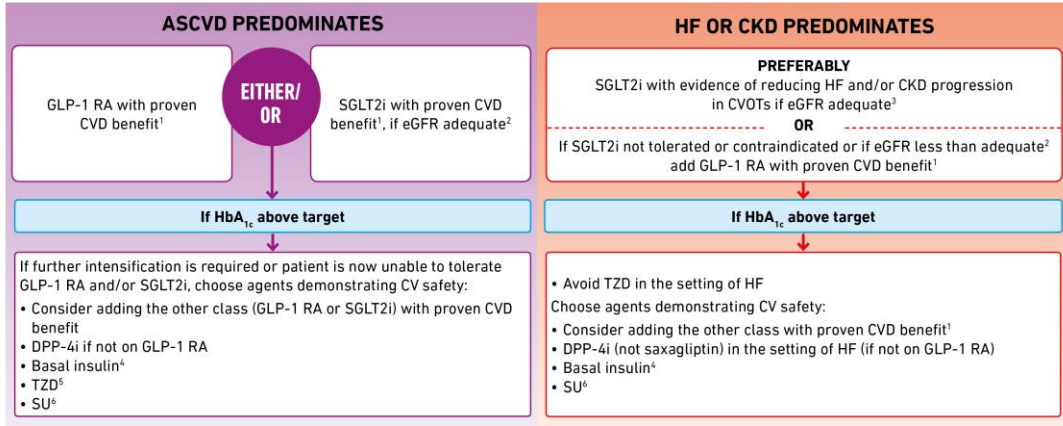 ASCVD PREDOMINATES
GLP-1 RA with proven
CVD benefit¹
EITHER/
OR
SGLT2i with proven CVD
benefit¹, if eGFR adequate²
If HbA₁c above target
If further intensification is required or patient is now unable to tolerate
GLP-1 RA and/or SGLT2i, choose agents demonstrating CV safety:
• Consider adding the other class (GLP-1 RA or SGLT2i) with proven CVD
benefit
• DPP-4i if not on GLP-1 RA
• Basal insulin⁴
• TZD⁵
• SU⁶
HF OR CKD PREDOMINATES
PREFERABLY
SGLT2i with evidence of reducing HF and/or CKD progression
in CVOTs if eGFR adequate³
OR
If SGLT2i not tolerated or contraindicated or if eGFR less than adequate²
add GLP-1 RA with proven CVD benefit¹
If HbA₁c above target
• Avoid TZD in the setting of HF
Choose agents demonstrating CV safety:
• Consider adding the other class with proven CVD benefit¹
• DPP-4i (not saxagliptin) in the setting of HF (if not on GLP-1 RA)
• Basal insulin⁴
• SU⁶